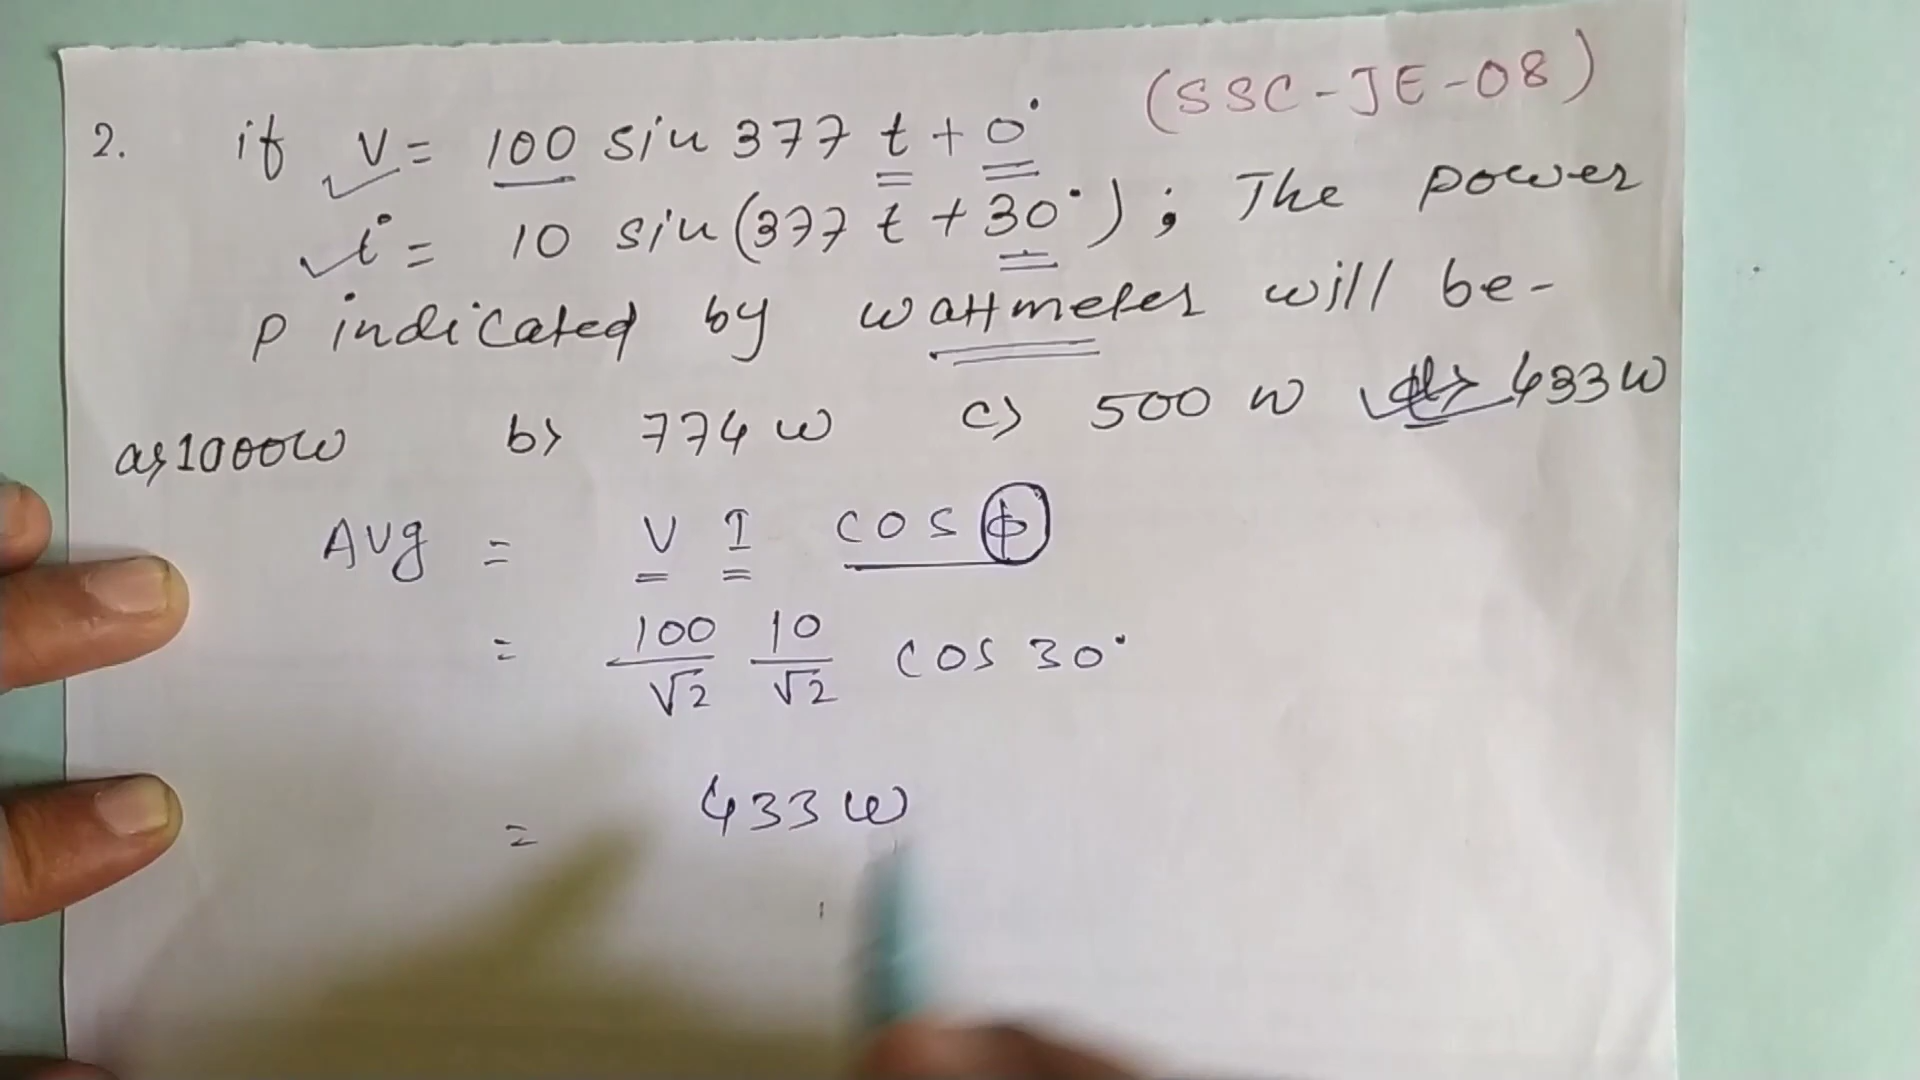 (SSC-JE-08)
2. if V = 100 sin 377 t + 0°
i = 10 sin (377 t + 30°) ; The power
P indicated by wattmeter will be-
a> 1000W b> 774 W c> 500 W d> 433W
Avg = V I cos ϕ
= 100/√2 10/√2 cos 30°
= 433 W